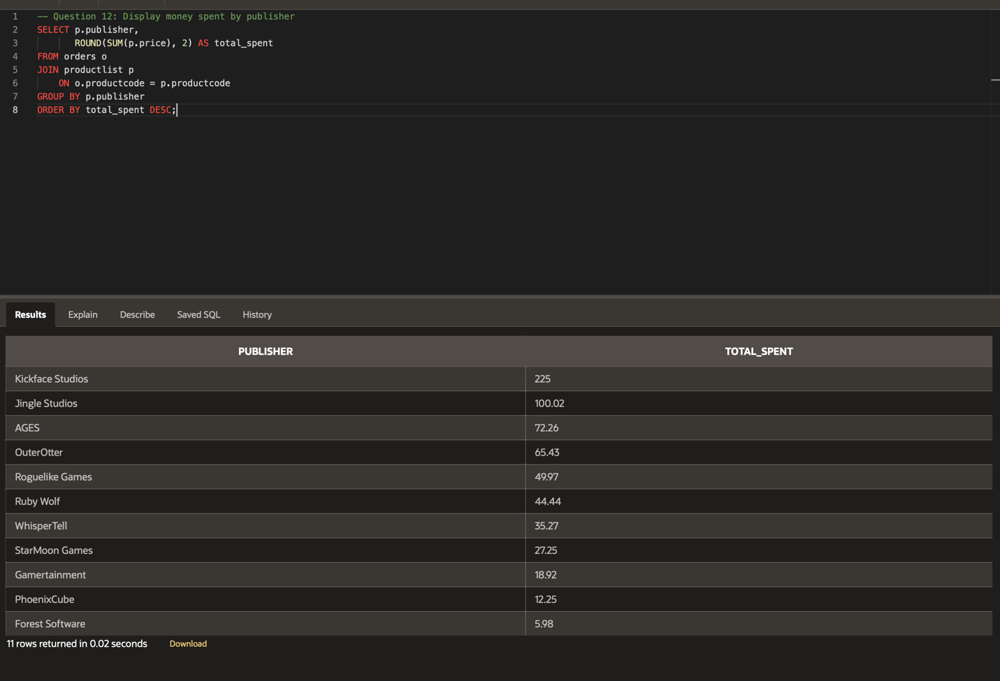 1 -- Question 12: Display money spent by publisher
2 SELECT p.publisher,
3 ROUND(SUM(p.price), 2) AS total_spent
4 FROM orders o
5 JOIN productlist p
6 ON o.productcode = p.productcode
7 GROUP BY p.publisher
8 ORDER BY total_spent DESC;
Results Explain Describe Saved SQL History
PUBLISHER TOTAL_SPENT
Kickface Studios 225
Jingle Studios 100.02
AGES 72.26
OuterOtter 65.43
Roguelike Games 49.97
Ruby Wolf 44.44
WhisperTell 35.27
StarMoon Games 27.25
Gamertainment 18.92
PhoenixCube 12.25
Forest Software 5.98
11 rows returned in 0.02 seconds Download